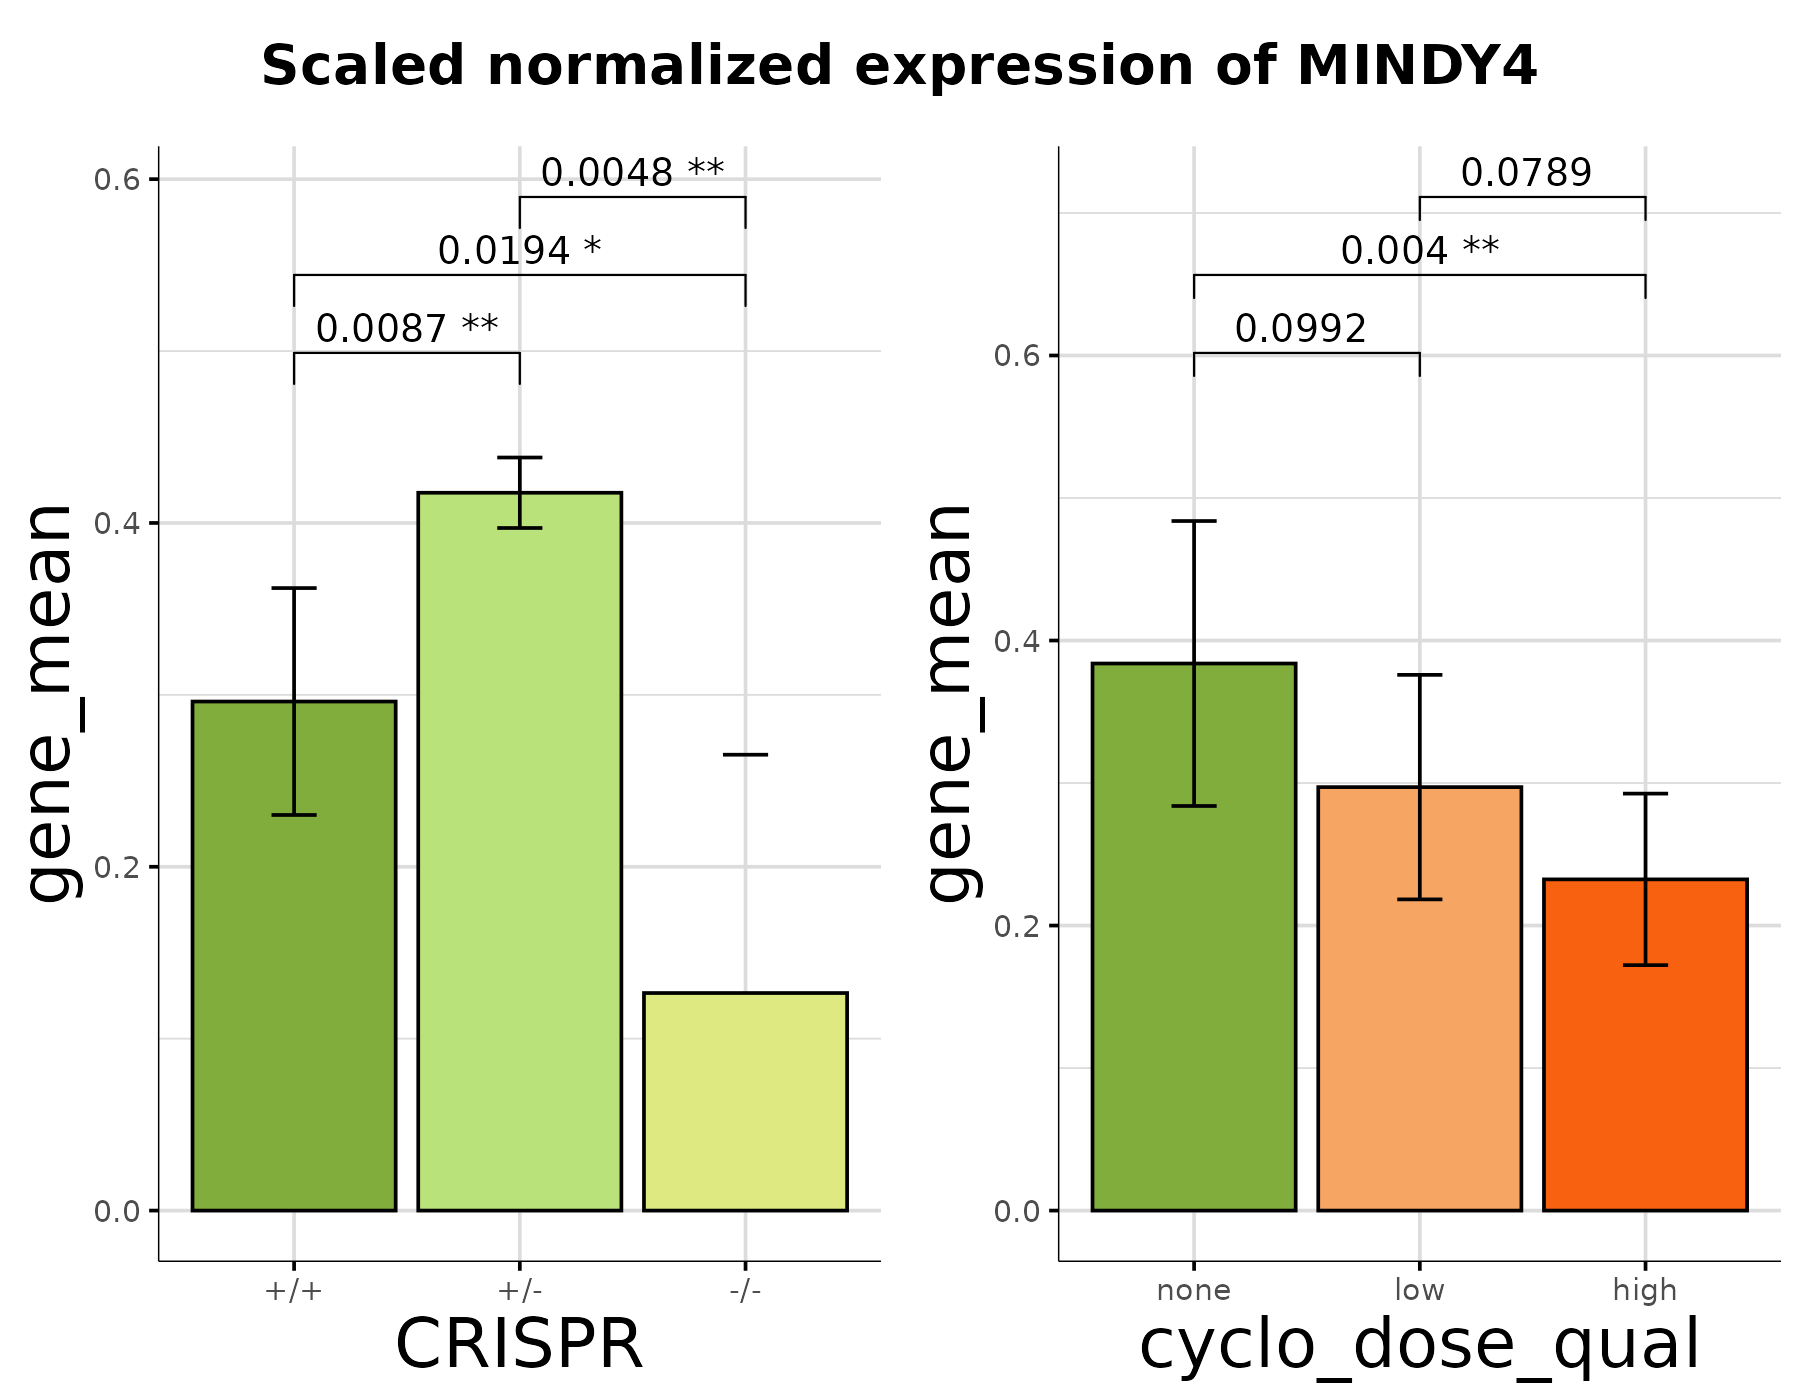 Scaled normalized expression of MINDY4
gene_mean
0.6
0.4
0.2
0.0
0.0048 **
0.0194 *
0.0087 **
+/+ +/- -/-
CRISPR
gene_mean
0.6
0.4
0.2
0.0
0.0789
0.004 **
0.0992
none low high
cyclo_dose_qual